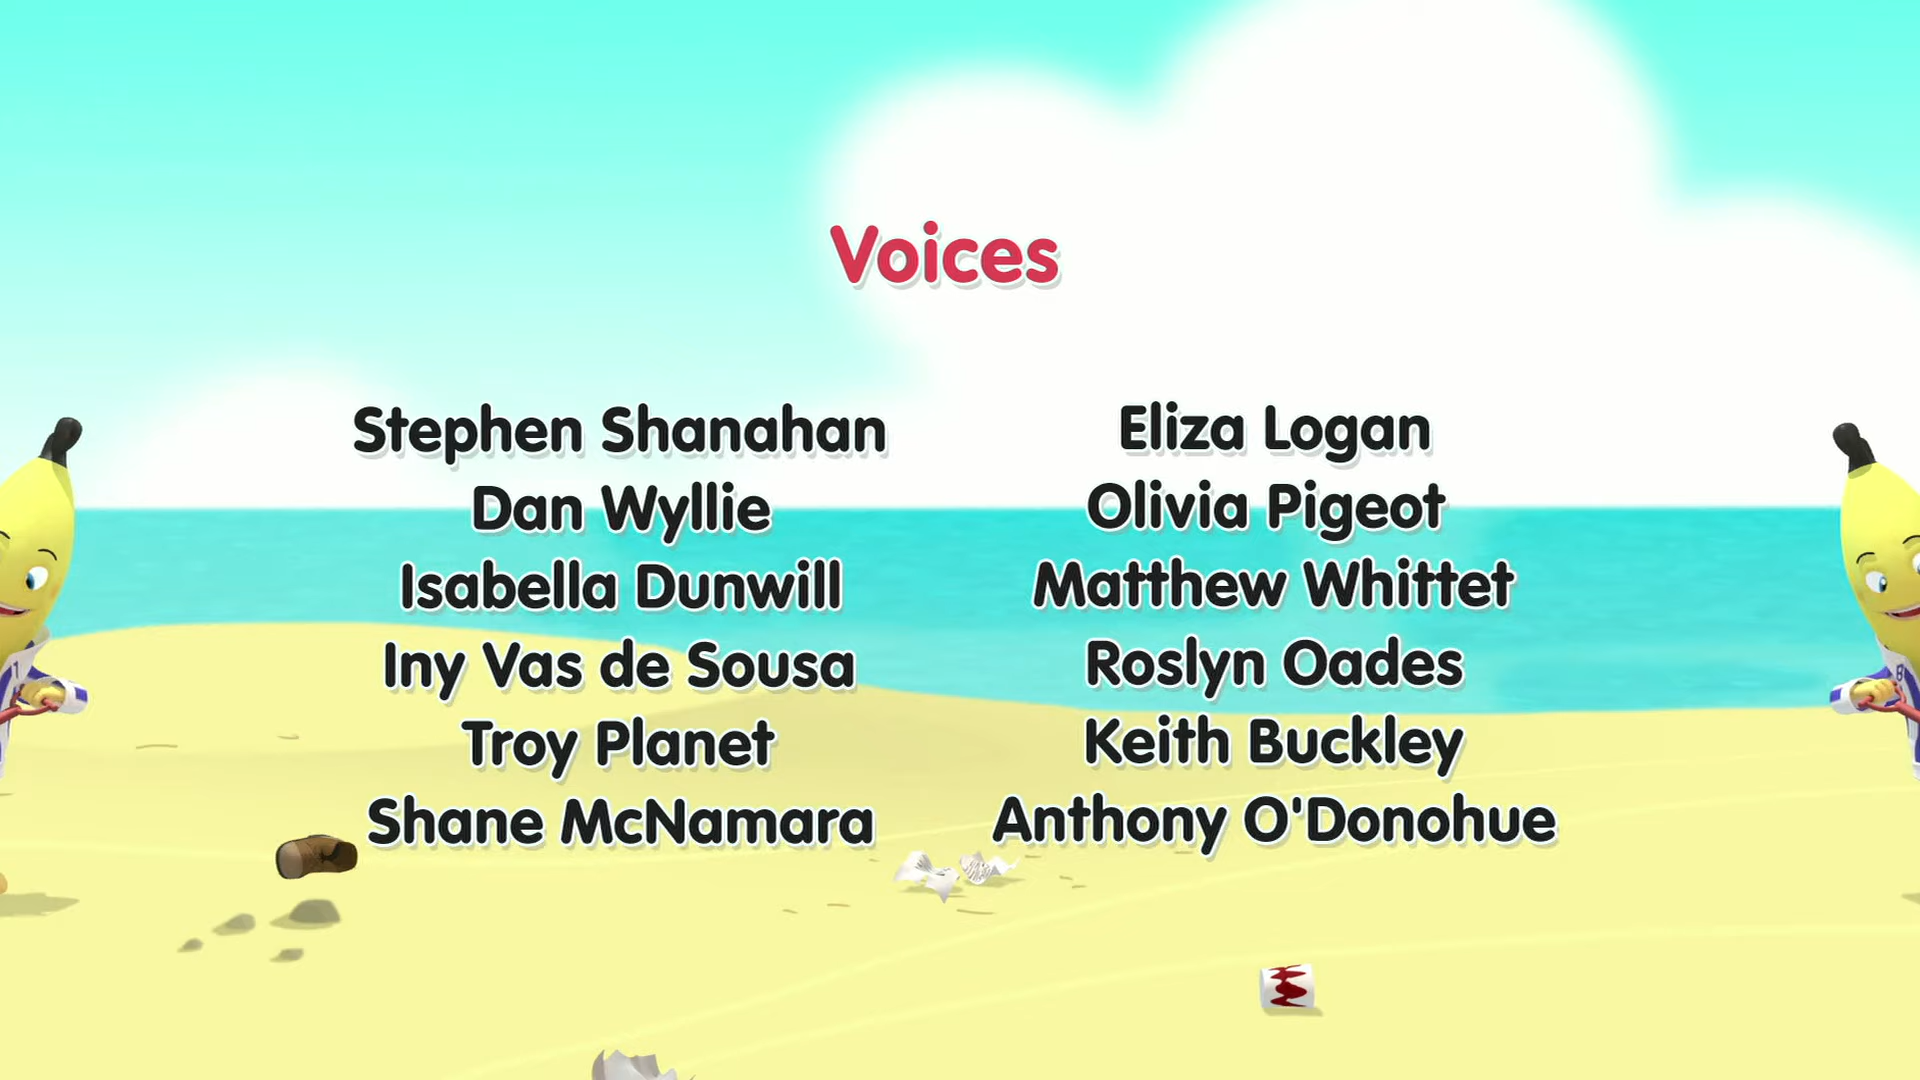 Voices
Stephen Shanahan
Dan Wyllie
Isabella Dunwill
Iny Vas de Sousa
Troy Planet
Shane McNamara
Eliza Logan
Olivia Pigeot
Matthew Whittet
Roslyn Oades
Keith Buckley
Anthony O'Donohue